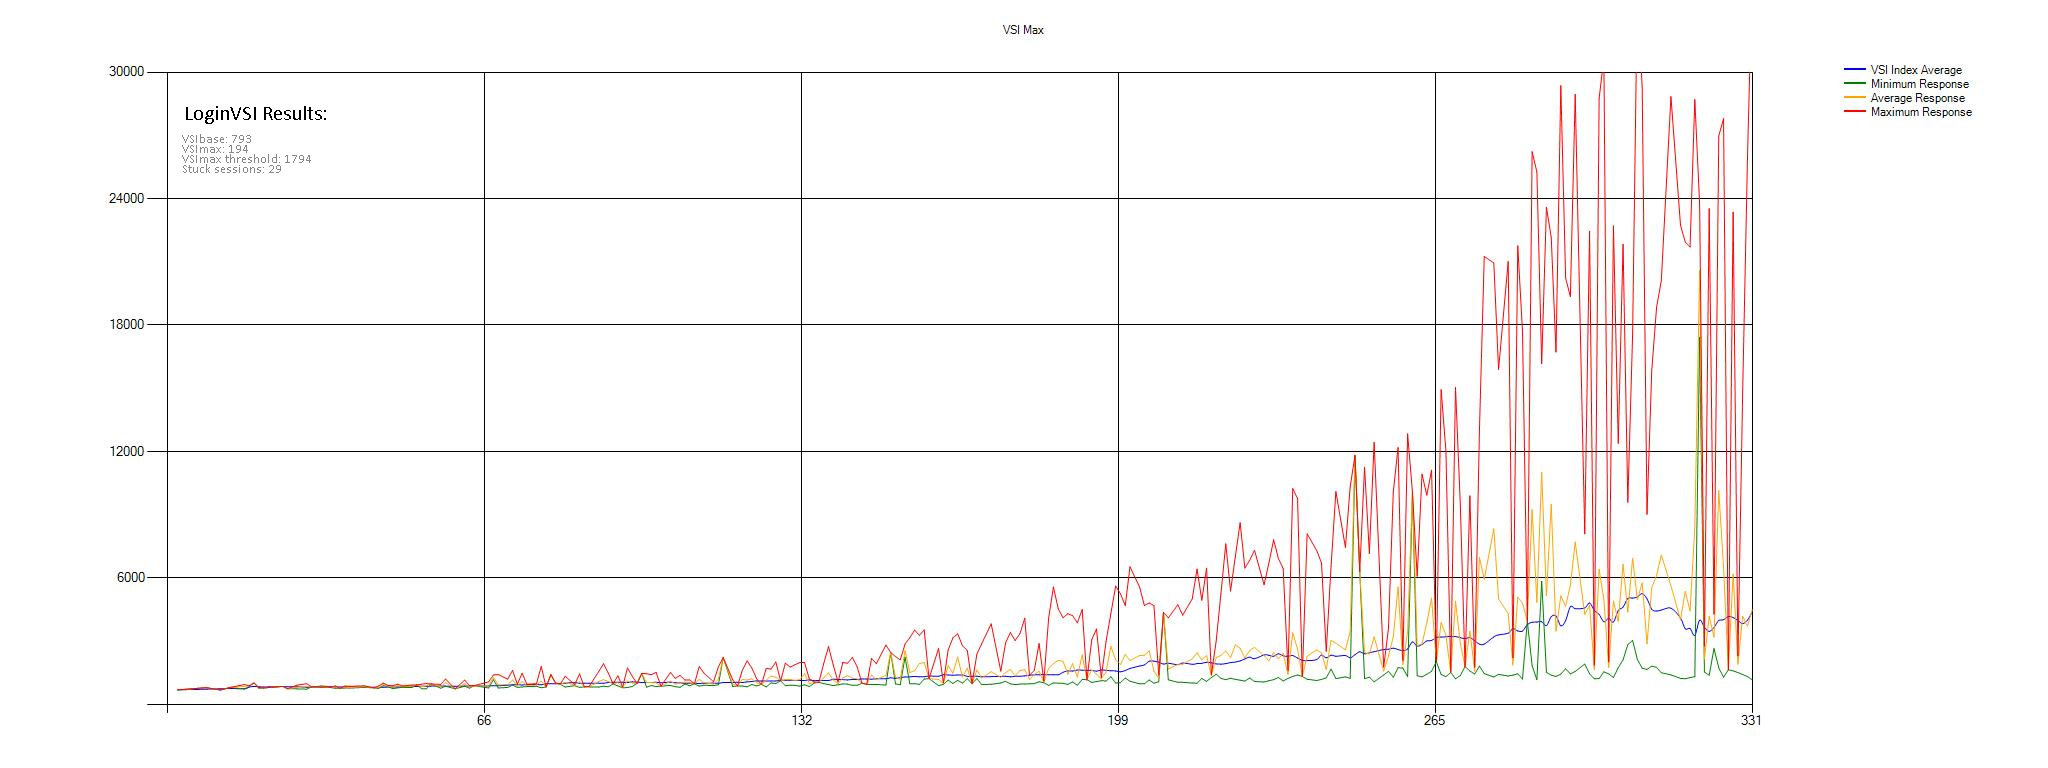 VSI Max
30000
24000
18000
12000
6000
LoginVSI Results:
VSIbase: 793
VSImax: 194
VSImax threshold: 1794
Stuck sessions: 29
VSI Index Average
Minimum Response
Average Response
Maximum Response
66
132
199
265
331